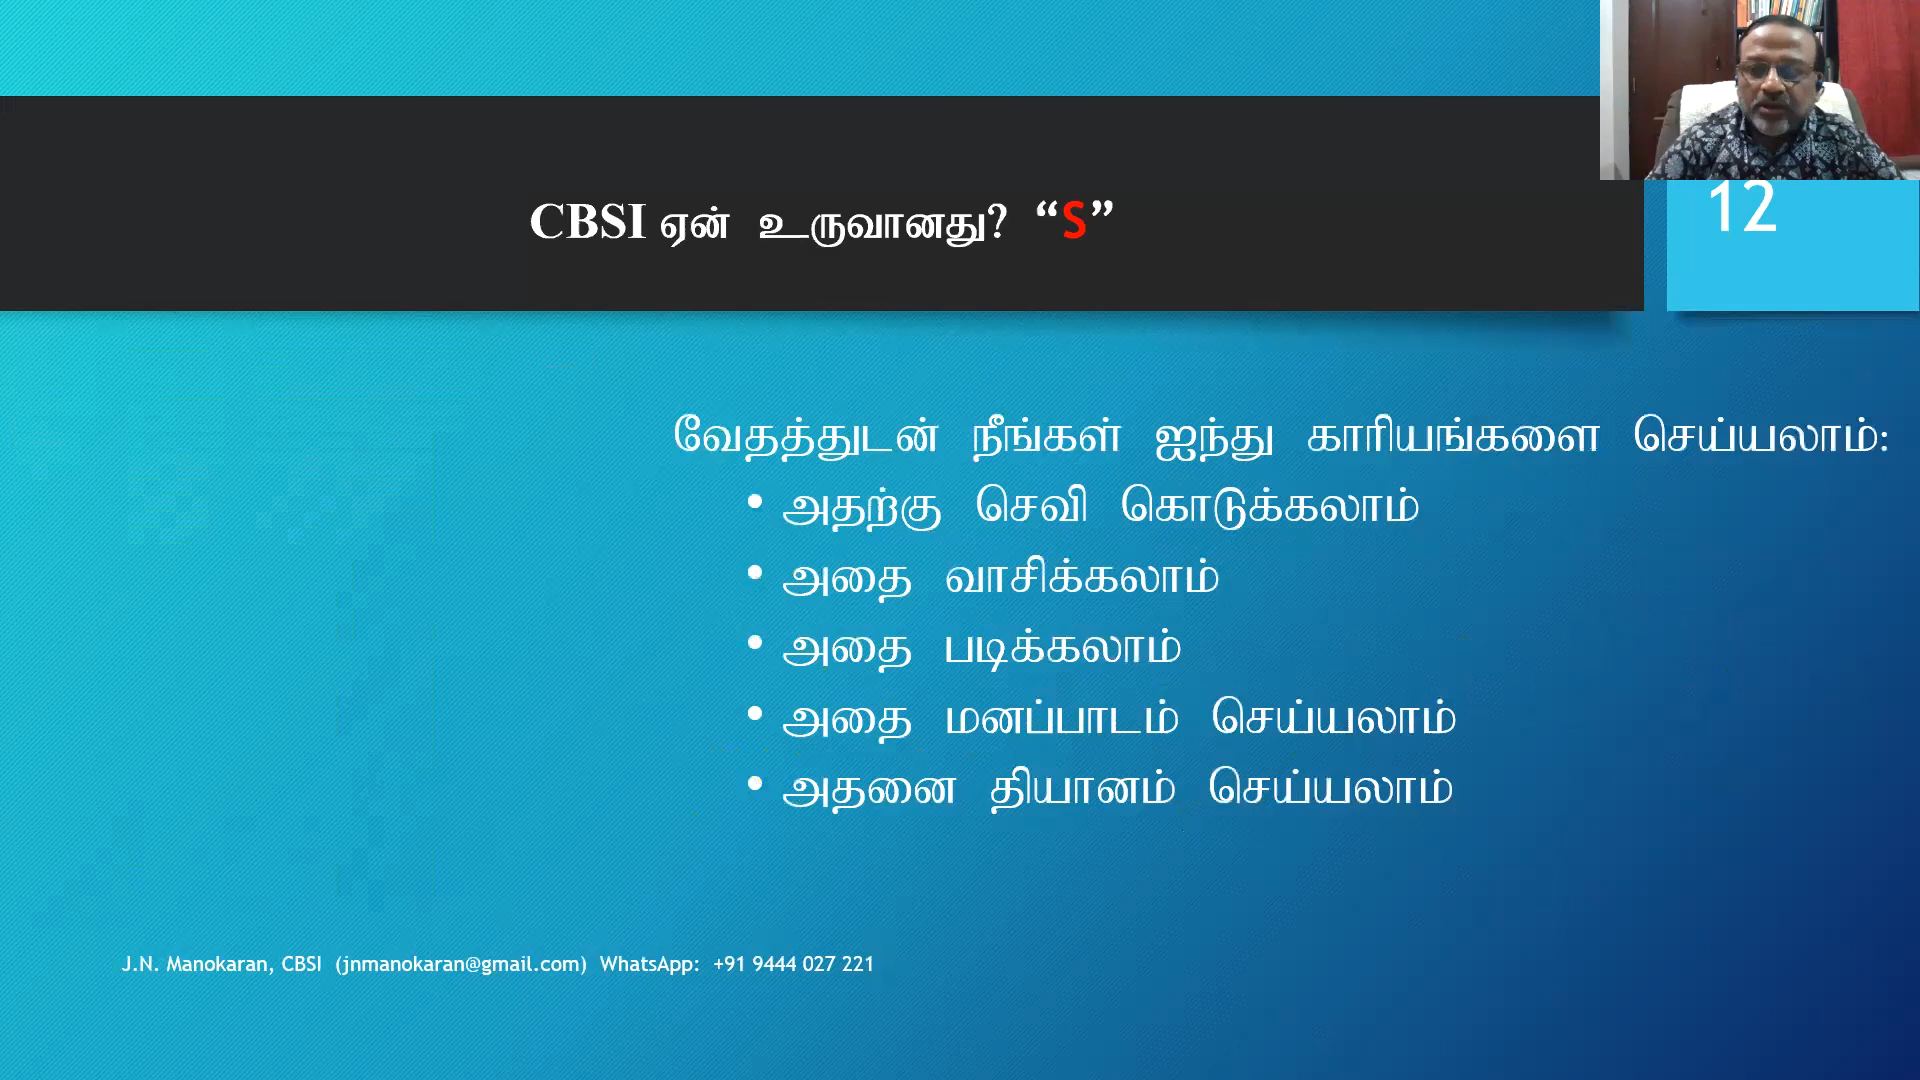 CBSI ஏன் உருவானது? “S”
12
வேதத்துடன் நீங்கள் ஐந்து காரியங்களை செய்யலாம்:
• அதற்கு செவி கொடுக்கலாம்
• அதை வாசிக்கலாம்
• அதை படிக்கலாம்
• அதை மனப்பாடம் செய்யலாம்
• அதனை தியானம் செய்யலாம்
J.N. Manokaran, CBSI (jnmanokaran@gmail.com) WhatsApp: +91 9444 027 221